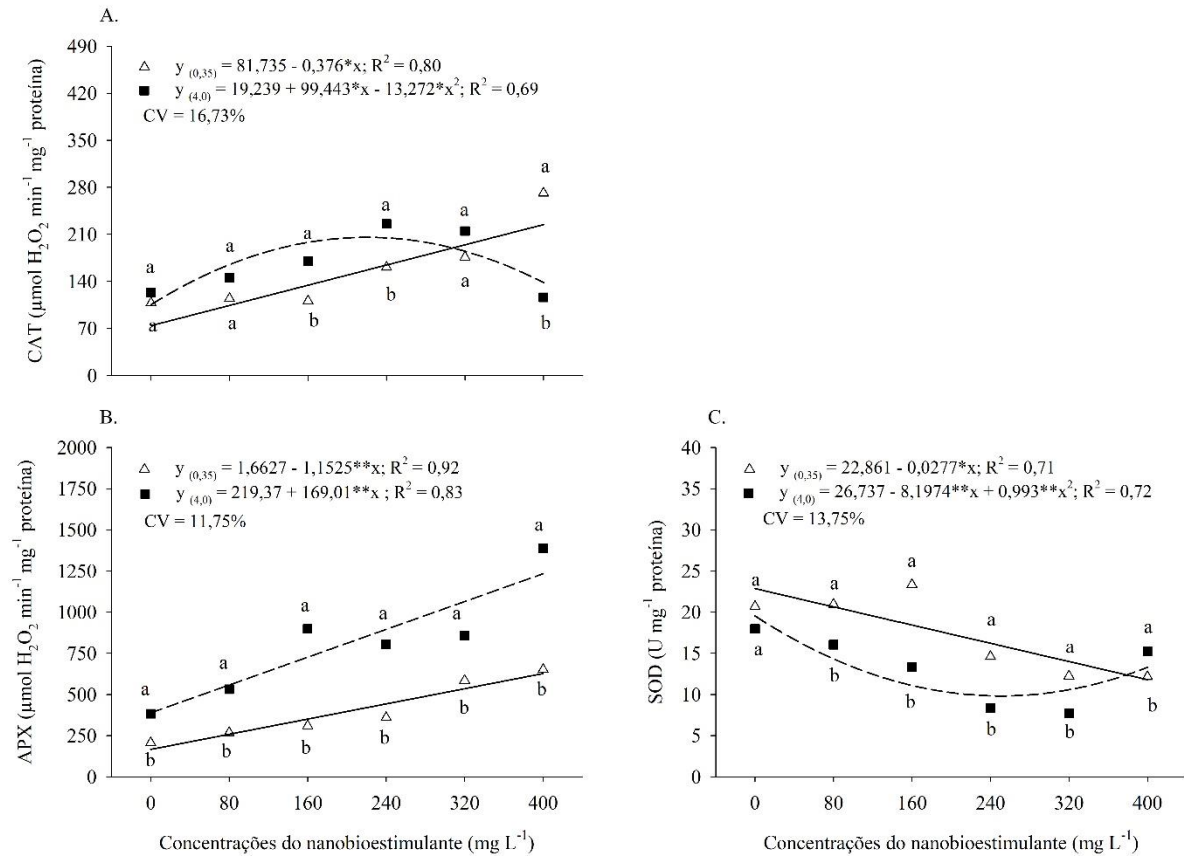 A.
490
420
350
280
210
140
70
0
CAT (µmol H₂O₂ min⁻¹ mg⁻¹ proteína)
△ y (0,35) = 81,735 - 0,376*x; R² = 0,80
■ y (4,0) = 19,239 + 99,443*x - 13,272*x²; R² = 0,69
CV = 16,73%
a a a a a a
a a b b a b
B.
2000
1750
1500
1250
1000
750
500
250
0
APX (µmol H₂O₂ min⁻¹ mg⁻¹ proteína)
△ y (0,35) = 1,6627 - 1,1525**x; R² = 0,92
■ y (4,0) = 219,37 + 169,01**x ; R² = 0,83
CV = 11,75%
a a a a a a
b b b b b b
0 80 160 240 320 400
Concentrações do nanobioestimulante (mg L⁻¹)
C.
40
35
30
25
20
15
10
5
0
SOD (U mg⁻¹ proteína)
△ y (0,35) = 22,861 - 0,0277*x; R² = 0,71
■ y (4,0) = 26,737 - 8,1974**x + 0,993**x²; R² = 0,72
CV = 13,75%
a a a a a a
a b b b b b
0 80 160 240 320 400
Concentrações do nanobioestimulante (mg L⁻¹)